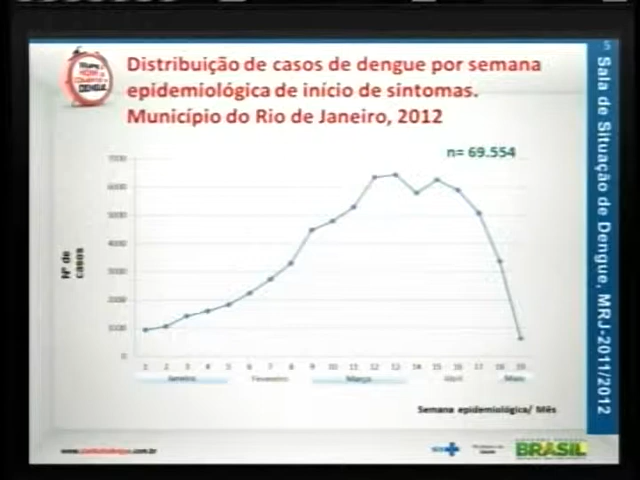 Distribuição de casos de dengue por semana
epidemiológica de início de sintomas.
Município do Rio de Janeiro, 2012
5
Sala de Situação de Dengue, MRJ-2011/2012
n= 69.554
7000
6000
5000
4000
3000
2000
1000
0
Nº de
casos
1 2 3 4 5 6 7 8 9 10 11 12 13 14 15 16 17 18 19
Janeiro Fevereiro Março Abril Maio
Semana epidemiológica/ Mês
SUS
BRASIL